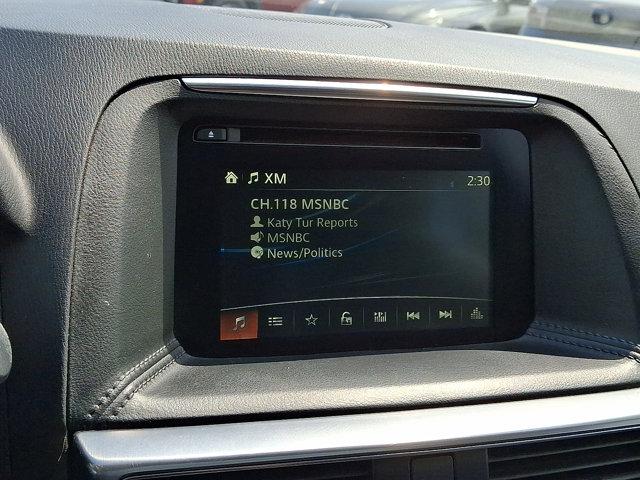 XM 2:30
CH.118 MSNBC
Katy Tur Reports
MSNBC
News/Politics